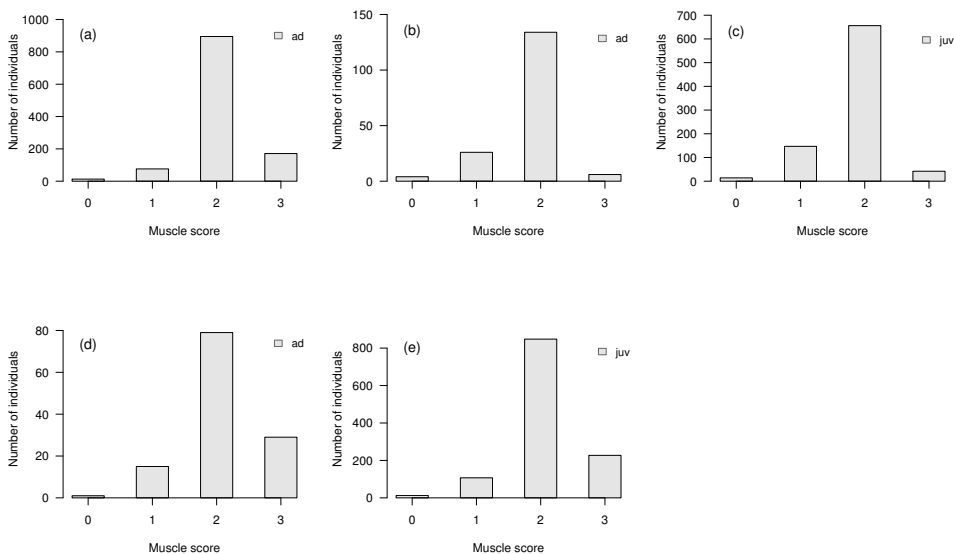 (a)
ad
Number of individuals
1000
800
600
400
200
0
0 1 2 3
Muscle score
(b)
ad
Number of individuals
150
100
50
0
0 1 2 3
Muscle score
(c)
juv
Number of individuals
700
600
500
400
300
200
100
0
0 1 2 3
Muscle score
(d)
ad
Number of individuals
80
60
40
20
0
0 1 2 3
Muscle score
(e)
juv
Number of individuals
800
600
400
200
0
0 1 2 3
Muscle score